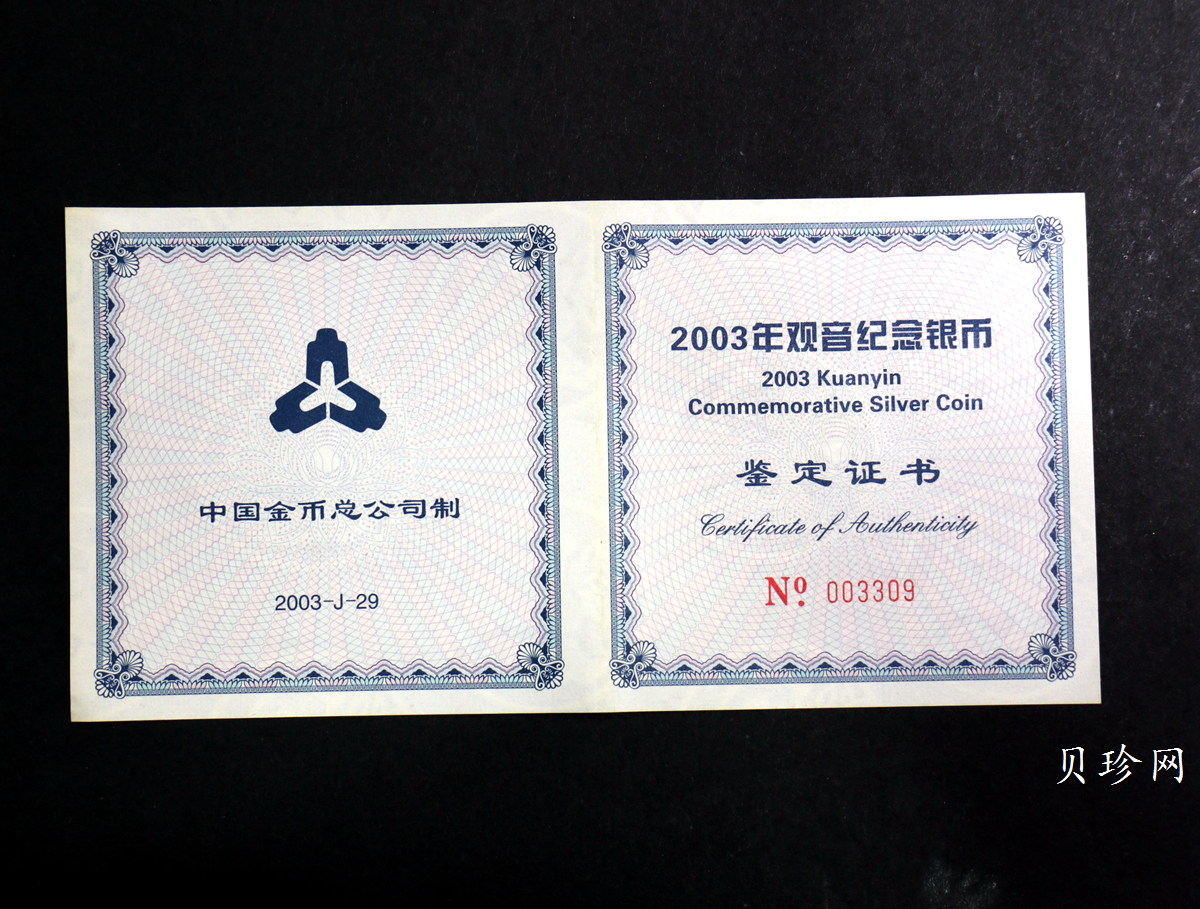 中国金币总公司制
2003-J-29
2003年观音纪念银币
2003 Kuanyin
Commemorative Silver Coin
鉴定证书
Certificate of Authenticity
Nº 003309
贝珍网